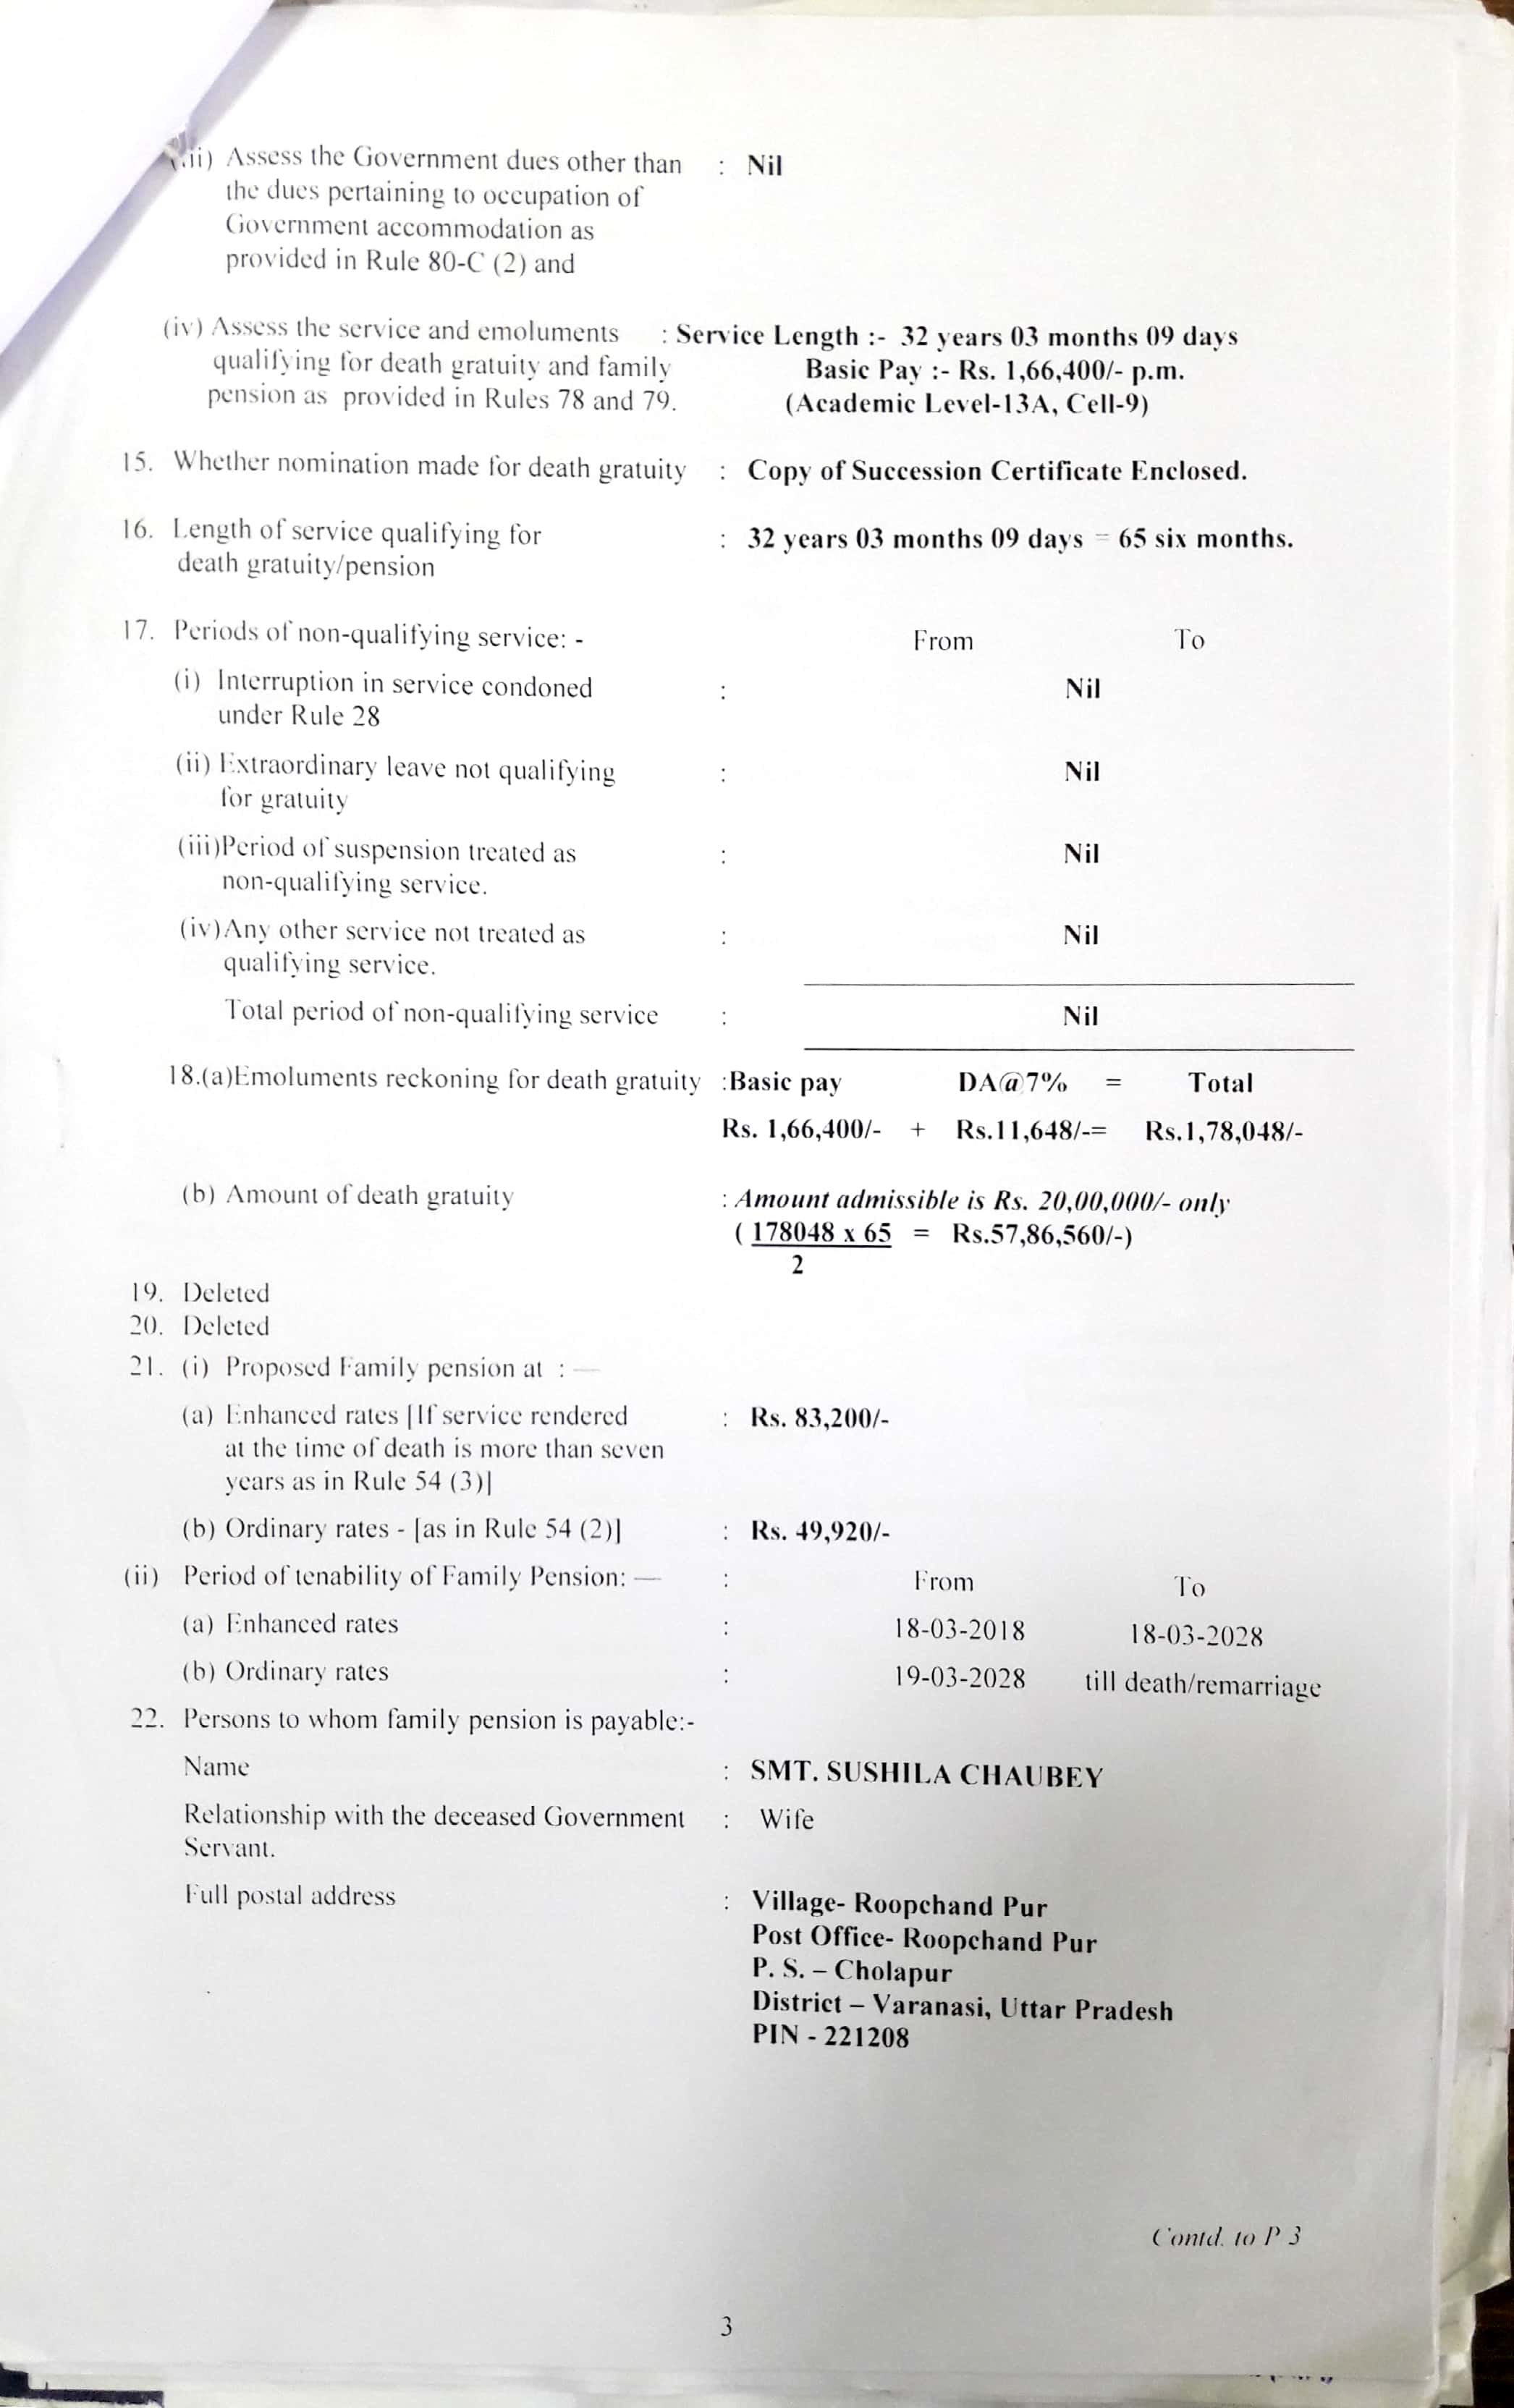 ii) Assess the Government dues other than : Nil
the dues pertaining to occupation of
Government accommodation as
provided in Rule 80-C (2) and
(iv) Assess the service and emoluments : Service Length :- 32 years 03 months 09 days
qualifying for death gratuity and family Basic Pay :- Rs. 1,66,400/- p.m.
pension as provided in Rules 78 and 79. (Academic Level-13A, Cell-9)
15. Whether nomination made for death gratuity : Copy of Succession Certificate Enclosed.
16. Length of service qualifying for : 32 years 03 months 09 days = 65 six months.
death gratuity/pension
17. Periods of non-qualifying service: - From To
(i) Interruption in service condoned : Nil
under Rule 28
(ii) Extraordinary leave not qualifying : Nil
for gratuity
(iii)Period of suspension treated as : Nil
non-qualifying service.
(iv)Any other service not treated as : Nil
qualifying service.
Total period of non-qualifying service : Nil
18.(a)Emoluments reckoning for death gratuity :Basic pay DA@7% = Total
Rs. 1,66,400/- + Rs.11,648/-= Rs.1,78,048/-
(b) Amount of death gratuity : Amount admissible is Rs. 20,00,000/- only
( 178048 x 65 = Rs.57,86,560/-)
2
19. Deleted
20. Deleted
21. (i) Proposed Family pension at : —
(a) Enhanced rates [If service rendered : Rs. 83,200/-
at the time of death is more than seven
years as in Rule 54 (3)]
(b) Ordinary rates - [as in Rule 54 (2)] : Rs. 49,920/-
(ii) Period of tenability of Family Pension: — : From To
(a) Enhanced rates : 18-03-2018 18-03-2028
(b) Ordinary rates : 19-03-2028 till death/remarriage
22. Persons to whom family pension is payable:-
Name : SMT. SUSHILA CHAUBEY
Relationship with the deceased Government : Wife
Servant.
Full postal address : Village- Roopchand Pur
Post Office- Roopchand Pur
P. S. – Cholapur
District – Varanasi, Uttar Pradesh
PIN - 221208
Contd. to P 3
3